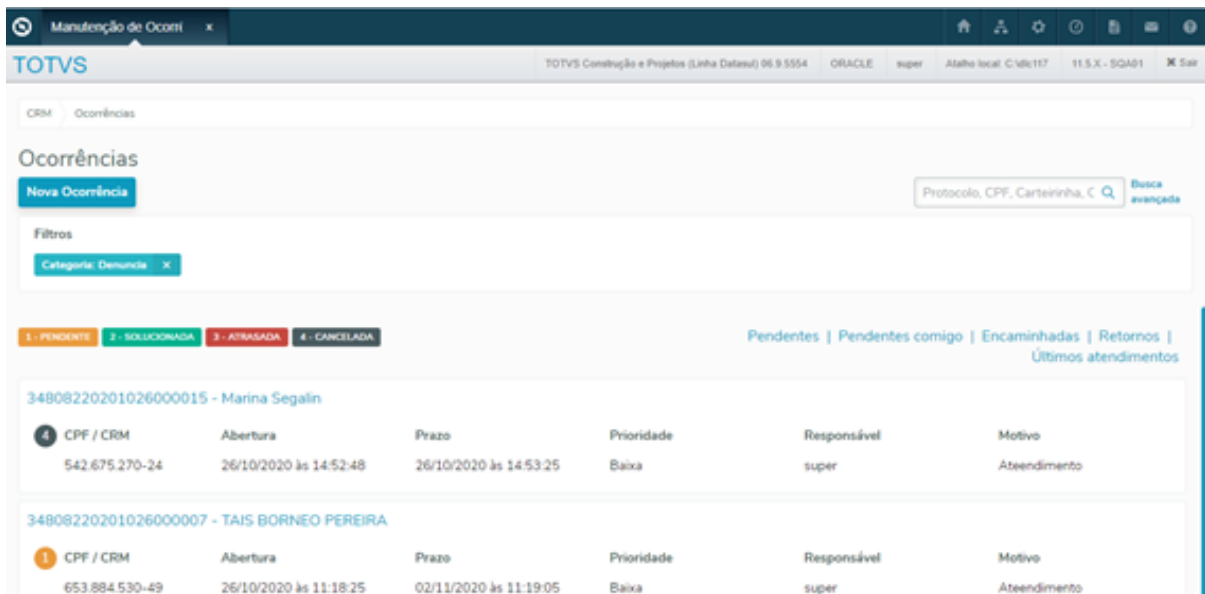 Manutenção de Ocorri x
TOTVS
TOTVS Construção e Projetos (Linha Datasul) 06.9.5554 ORACLE super Atalho local: C:\dlc117 11.5.X - SQA01 Sair
CRM Ocorrências
Ocorrências
Nova Ocorrência
Protocolo, CPF, Carteirinha, C
Busca avançada
Filtros
Categoria: Denuncia x
1 - PENDENTE 2 - SOLUCIONADA 3 - ATRASADA 4 - CANCELADA
Pendentes | Pendentes comigo | Encaminhadas | Retornos |
Últimos atendimentos
34808220201026000015 - Marina Segalin
4 CPF / CRM Abertura Prazo Prioridade Responsável Motivo
542.675.270-24 26/10/2020 às 14:52:48 26/10/2020 às 14:53:25 Baixa super Ateendimento
34808220201026000007 - TAIS BORNEO PEREIRA
1 CPF / CRM Abertura Prazo Prioridade Responsável Motivo
653.884.530-49 26/10/2020 às 11:18:25 02/11/2020 às 11:19:05 Baixa super Ateendimento